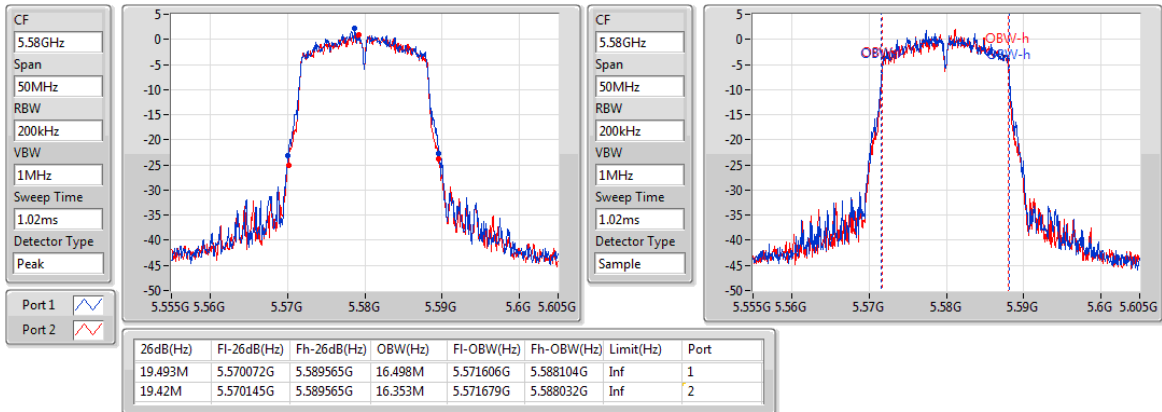 CF
5.58GHz
Span
50MHz
RBW
200kHz
VBW
1MHz
Sweep Time
1.02ms
Detector Type
Peak
Port 1
Port 2
5
0
-5
-10
-15
-20
-25
-30
-35
-40
-45
-50
5.555G 5.56G 5.57G 5.58G 5.59G 5.6G 5.605G
CF
5.58GHz
Span
50MHz
RBW
200kHz
VBW
1MHz
Sweep Time
1.02ms
Detector Type
Sample
5
0
-5
-10
-15
-20
-25
-30
-35
-40
-45
-50
OBW-h
OBW-h
5.555G 5.56G 5.57G 5.58G 5.59G 5.6G 5.605G
26dB(Hz) Fl-26dB(Hz) Fh-26dB(Hz) OBW(Hz) Fl-OBW(Hz) Fh-OBW(Hz) Limit(Hz) Port
19.493M 5.570072G 5.589565G 16.498M 5.571606G 5.588104G Inf 1
19.42M 5.570145G 5.589565G 16.353M 5.571679G 5.588032G Inf 2